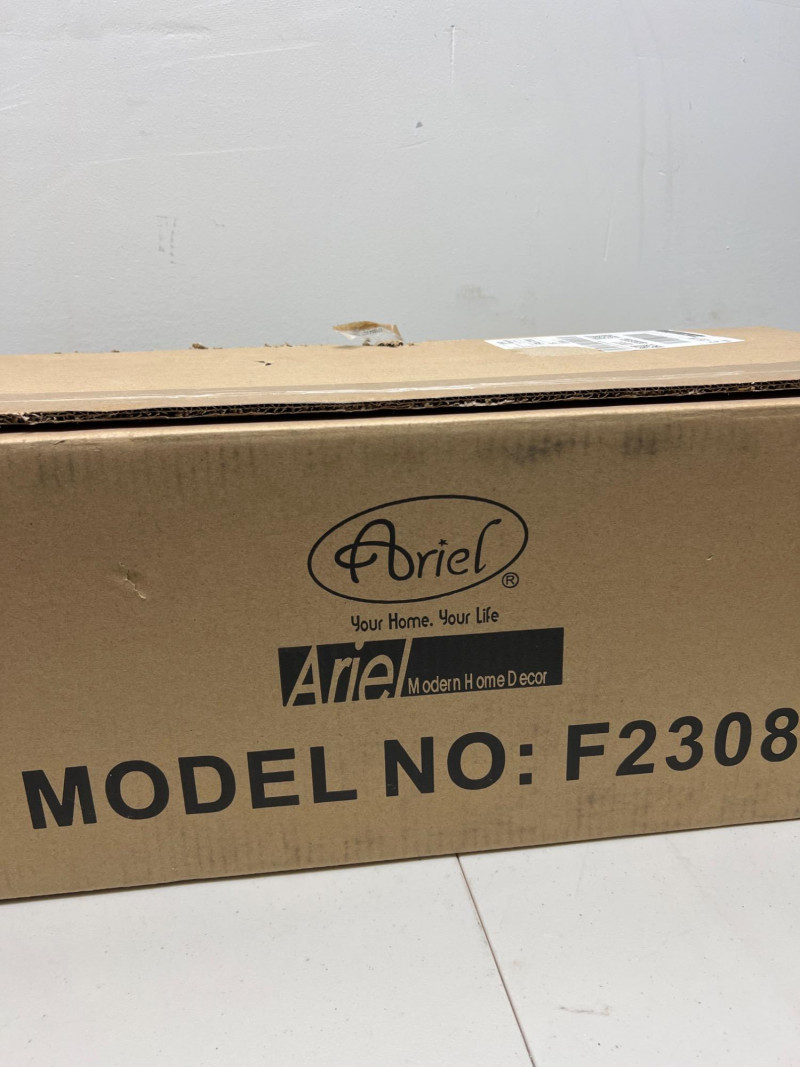 Ariel ®
Your Home. Your Life
Ariel Modern Home Decor
MODEL NO: F2308